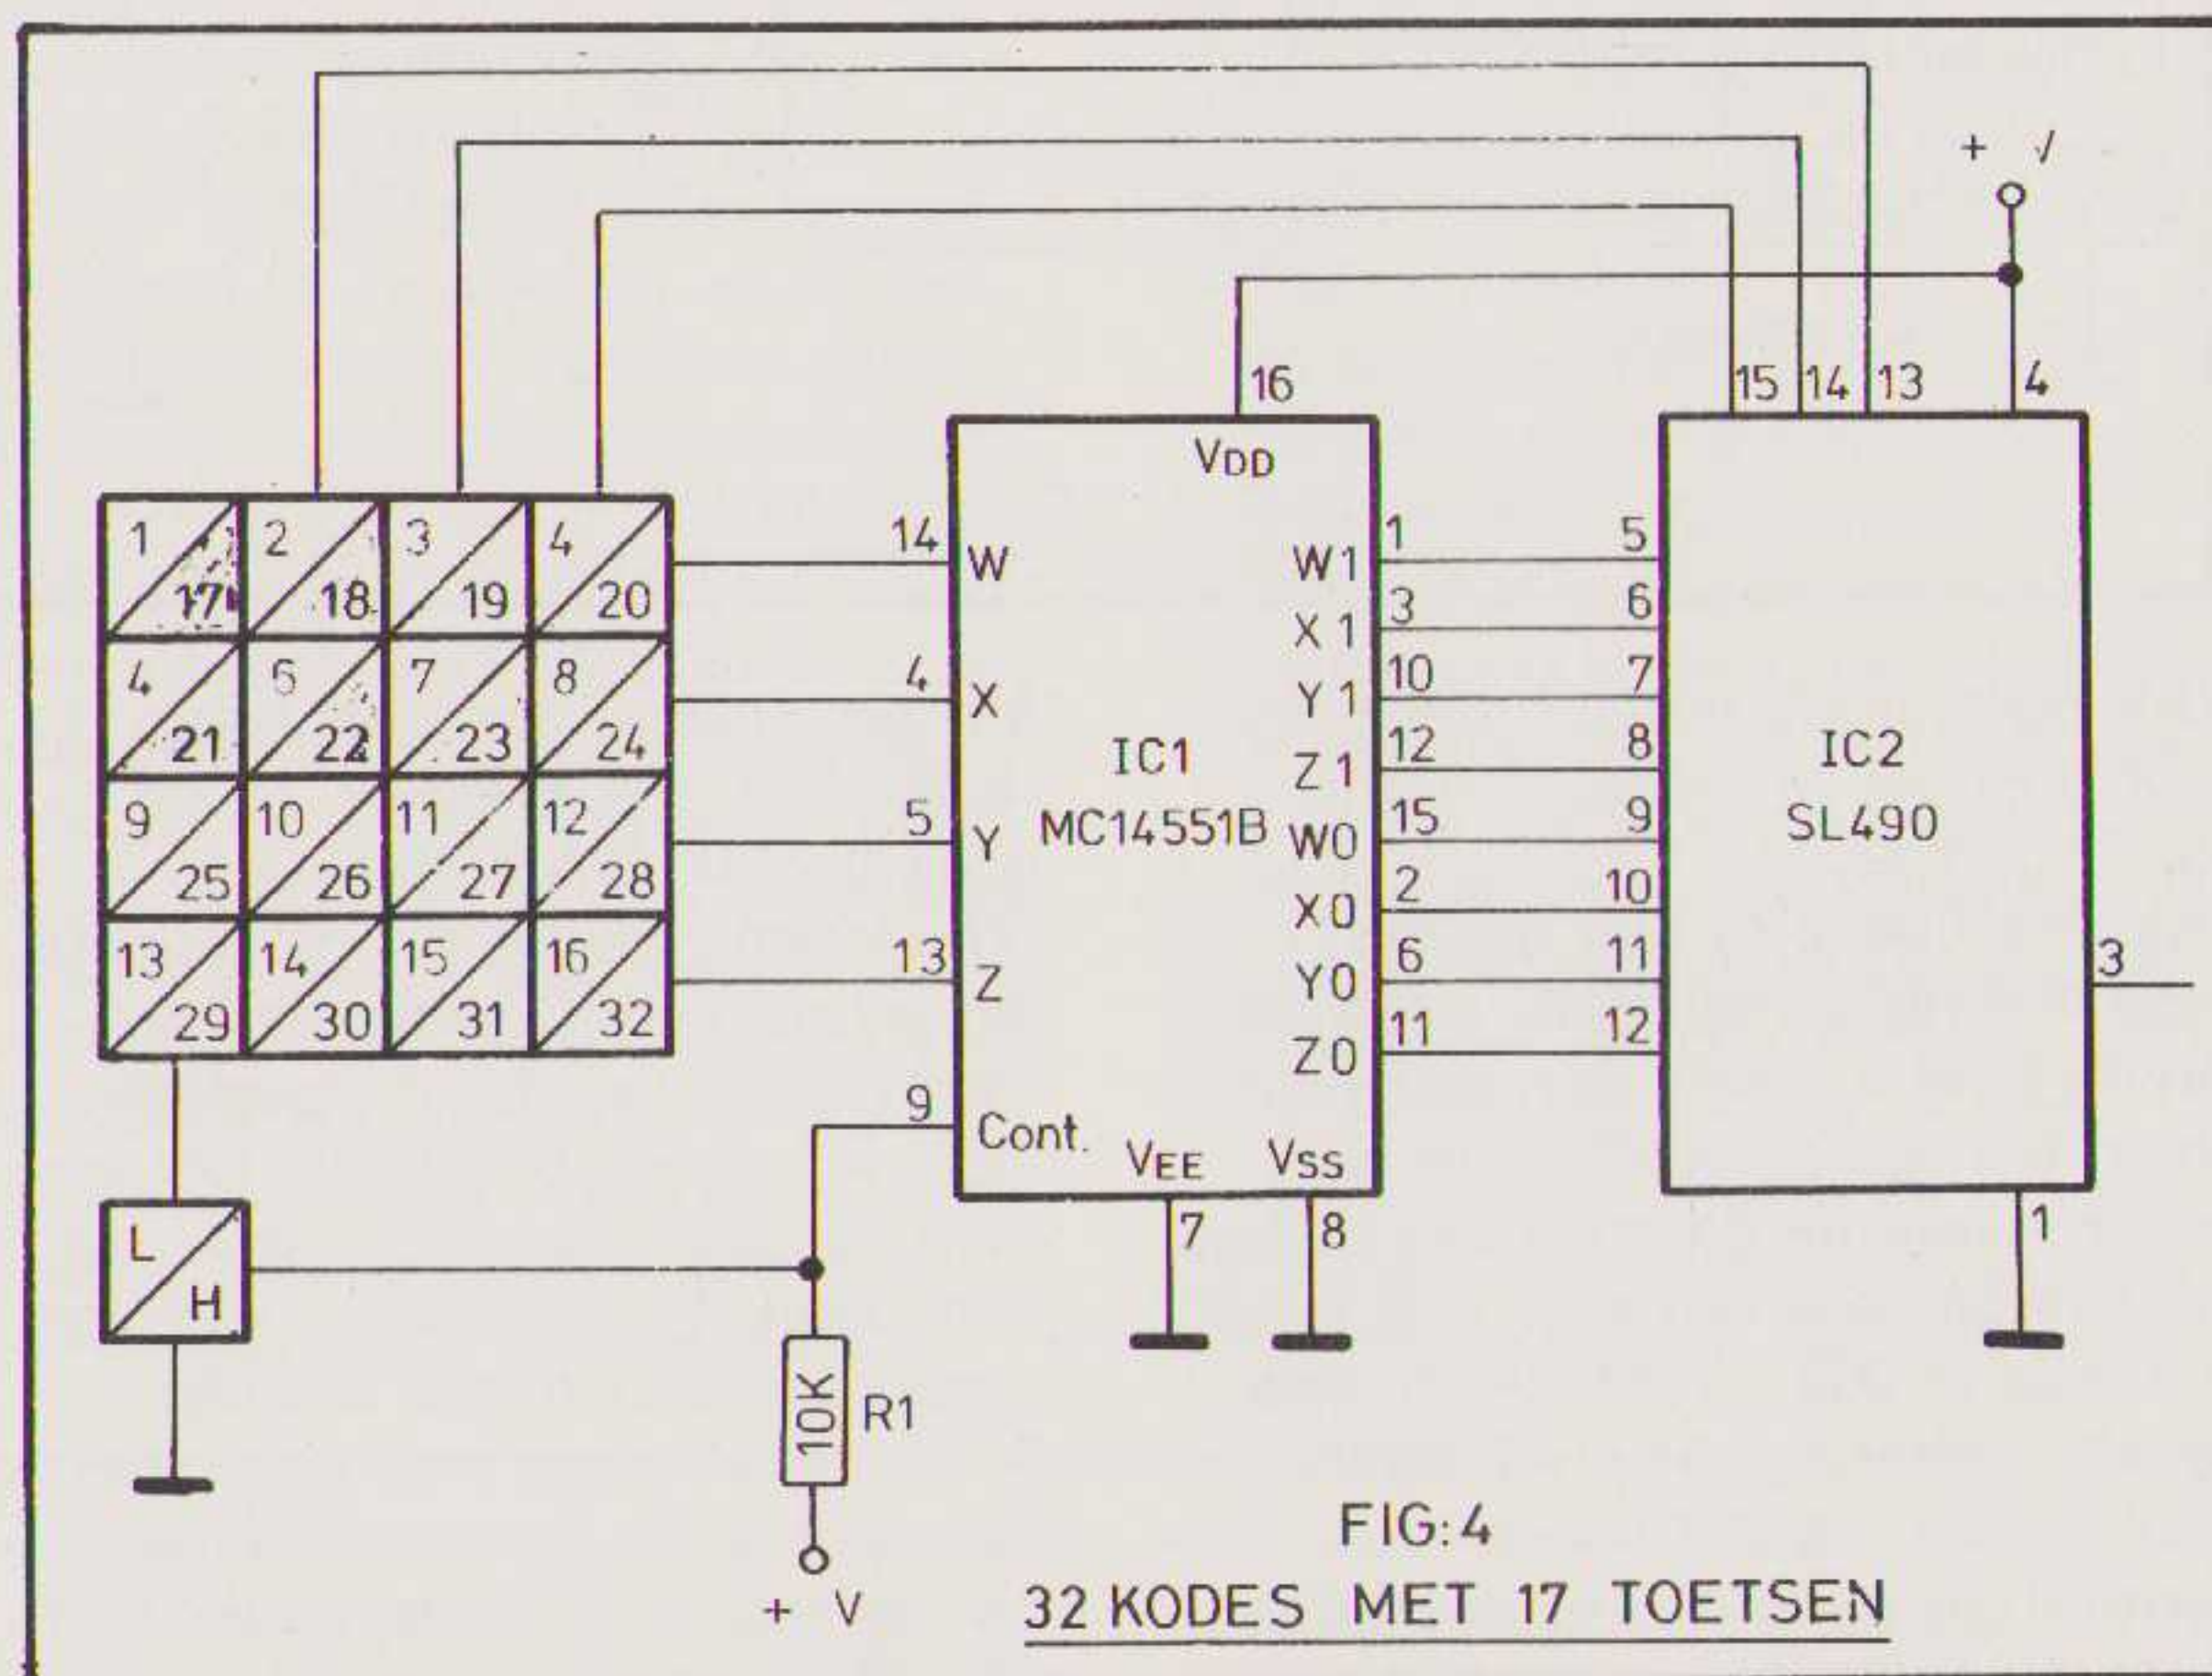 + √
16
15 14 13 4
VDD
1 2 3 4
17 18 19 20
4 6 7 8
21 22 23 24
9 10 11 12
25 26 27 28
13 14 15 16
29 30 31 32
14 W
4 X
5 Y
13 Z
9 Cont.
IC1
MC14551B
VEE VSS
7 8
W1 1 5
X1 3 6
Y1 10 7
Z1 12 8
W0 15 9
X0 2 10
Y0 6 11
Z0 11 12
IC2
SL490
3
1
L
H
10K R1
+ V
FIG:4
32 KODES MET 17 TOETSEN